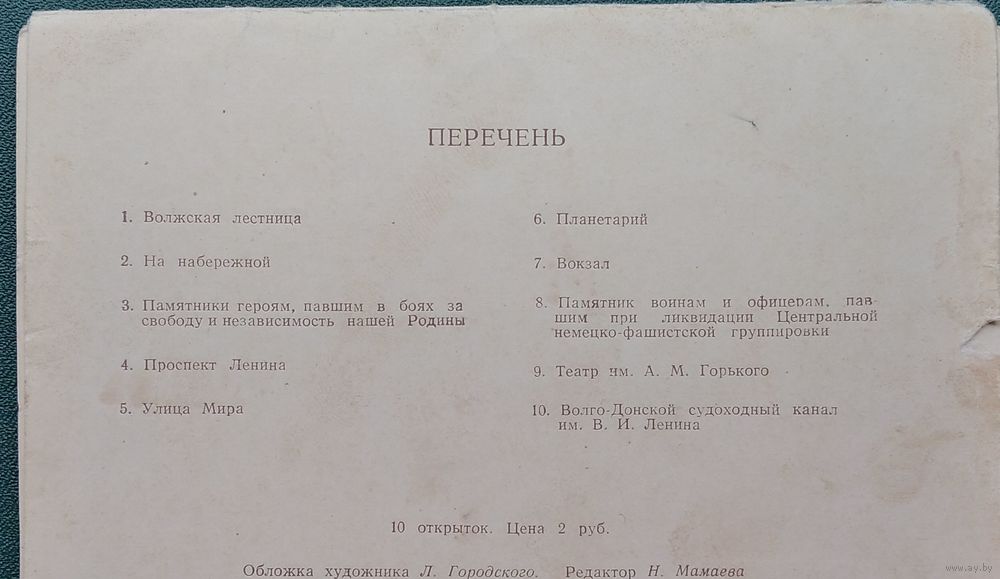 ПЕРЕЧЕНЬ
1. Волжская лестница
2. На набережной
3. Памятники героям, павшим в боях за
свободу и независимость нашей Родины
4. Проспект Ленина
5. Улица Мира
6. Планетарий
7. Вокзал
8. Памятник воинам и офицерам, пав
шим при ликвидации Центральной
немецко-фашистской группировки
9. Театр им. А. М. Горького
10. Волго-Донской судоходный канал
им. В. И. Ленина
10 открыток. Цена 2 руб.
Обложка художника Л. Городского. Редактор Н. Мамаева
www.ay.by